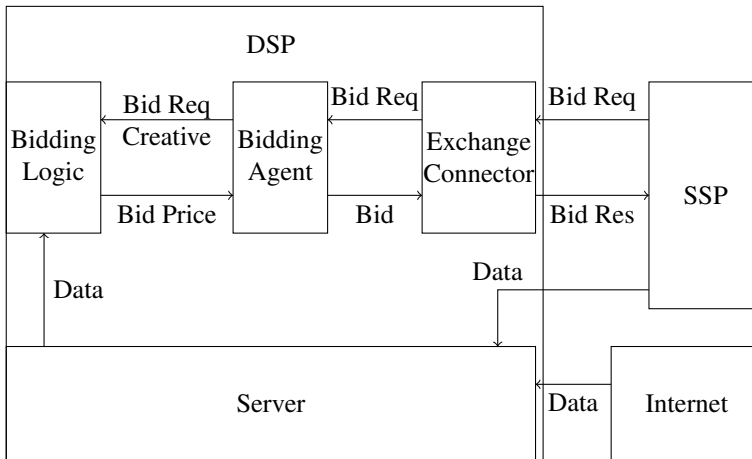 DSP
Bid Req
Creative
Bid Req
Bid Req
Bidding
Logic
Bidding
Agent
Exchange
Connector
SSP
Bid Price
Bid
Bid Res
Data
Data
Server
Data
Internet